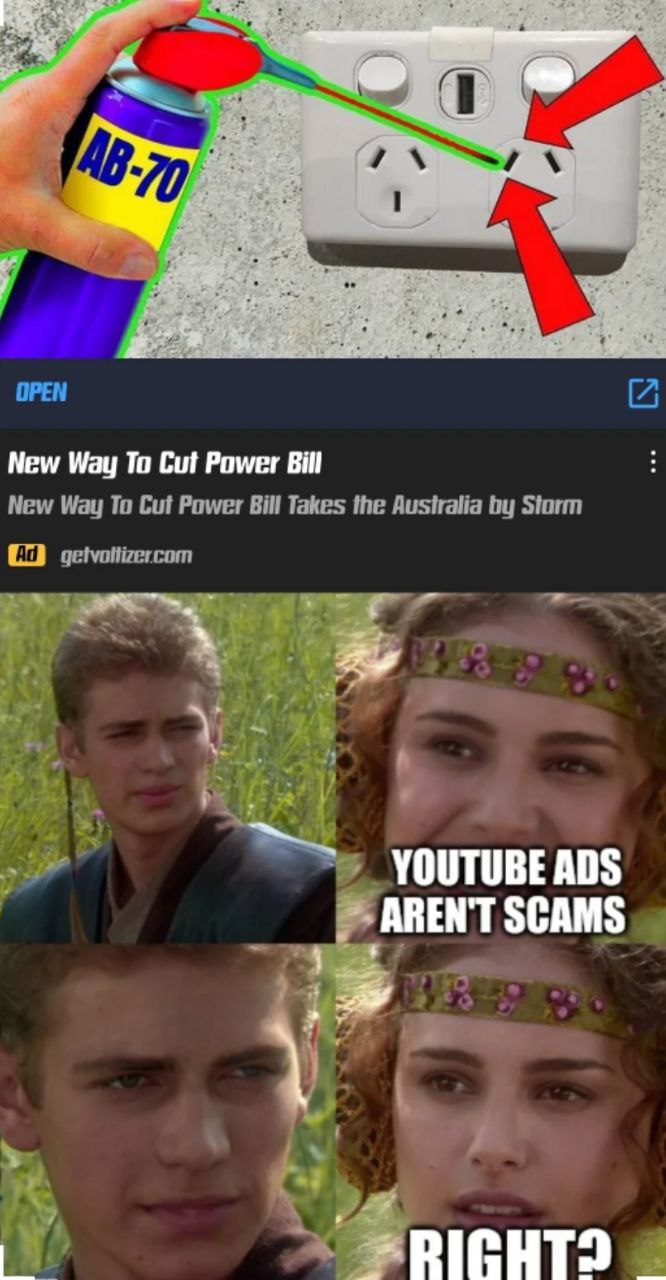 AB-70
OPEN
New Way To Cut Power Bill
New Way To Cut Power Bill Takes the Australia by Storm
Ad getvoltizer.com
YOUTUBE ADS
AREN'T SCAMS
RIGHT?